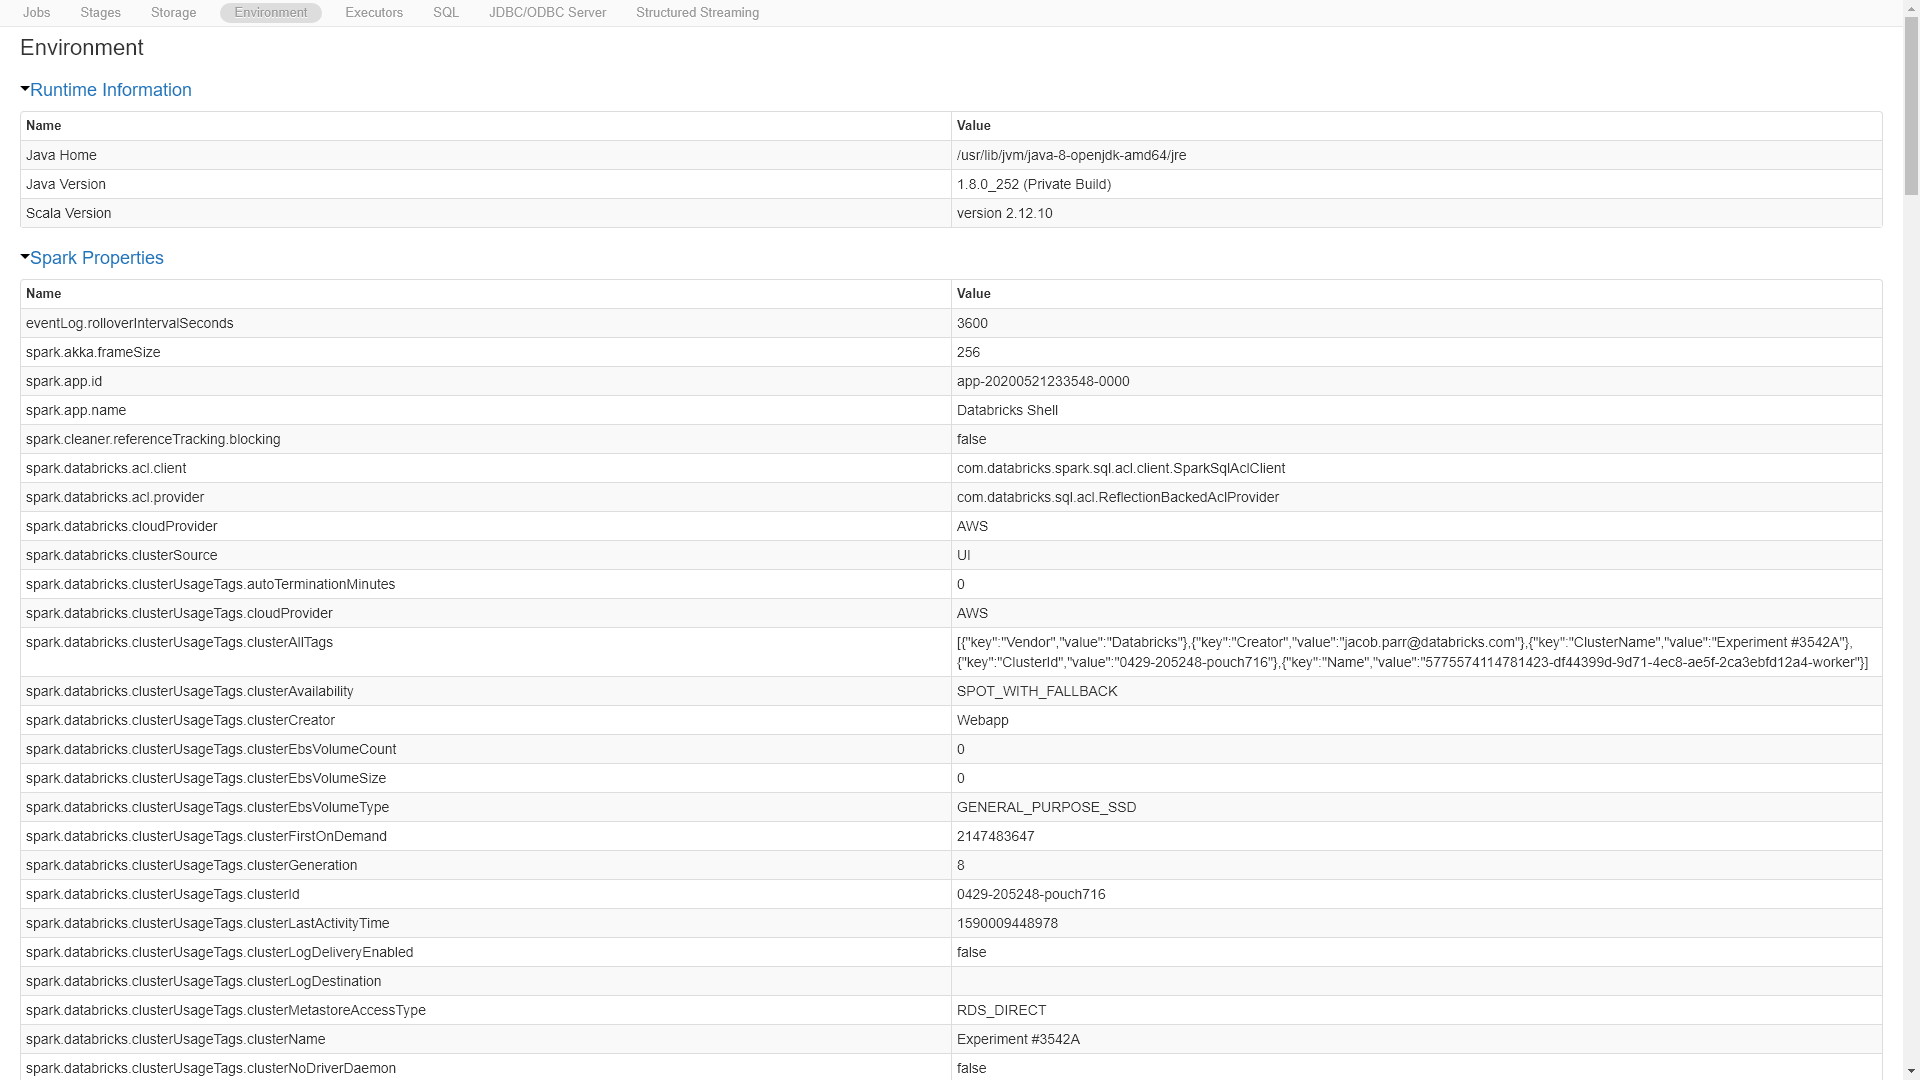 Jobs Stages Storage Environment Executors SQL JDBC/ODBC Server Structured Streaming
Environment
Runtime Information
Name Value
Java Home /usr/lib/jvm/java-8-openjdk-amd64/jre
Java Version 1.8.0_252 (Private Build)
Scala Version version 2.12.10
Spark Properties
Name Value
eventLog.rolloverIntervalSeconds 3600
spark.akka.frameSize 256
spark.app.id app-20200521233548-0000
spark.app.name Databricks Shell
spark.cleaner.referenceTracking.blocking false
spark.databricks.acl.client com.databricks.spark.sql.acl.client.SparkSqlAclClient
spark.databricks.acl.provider com.databricks.sql.acl.ReflectionBackedAclProvider
spark.databricks.cloudProvider AWS
spark.databricks.clusterSource UI
spark.databricks.clusterUsageTags.autoTerminationMinutes 0
spark.databricks.clusterUsageTags.cloudProvider AWS
spark.databricks.clusterUsageTags.clusterAllTags [{"key":"Vendor","value":"Databricks"},{"key":"Creator","value":"jacob.parr@databricks.com"},{"key":"ClusterName","value":"Experiment #3542A"},
{"key":"ClusterId","value":"0429-205248-pouch716"},{"key":"Name","value":"5775574114781423-df44399d-9d71-4ec8-ae5f-2ca3ebfd12a4-worker"}]
spark.databricks.clusterUsageTags.clusterAvailability SPOT_WITH_FALLBACK
spark.databricks.clusterUsageTags.clusterCreator Webapp
spark.databricks.clusterUsageTags.clusterEbsVolumeCount 0
spark.databricks.clusterUsageTags.clusterEbsVolumeSize 0
spark.databricks.clusterUsageTags.clusterEbsVolumeType GENERAL_PURPOSE_SSD
spark.databricks.clusterUsageTags.clusterFirstOnDemand 2147483647
spark.databricks.clusterUsageTags.clusterGeneration 8
spark.databricks.clusterUsageTags.clusterId 0429-205248-pouch716
spark.databricks.clusterUsageTags.clusterLastActivityTime 1590009448978
spark.databricks.clusterUsageTags.clusterLogDeliveryEnabled false
spark.databricks.clusterUsageTags.clusterLogDestination
spark.databricks.clusterUsageTags.clusterMetastoreAccessType RDS_DIRECT
spark.databricks.clusterUsageTags.clusterName Experiment #3542A
spark.databricks.clusterUsageTags.clusterNoDriverDaemon false